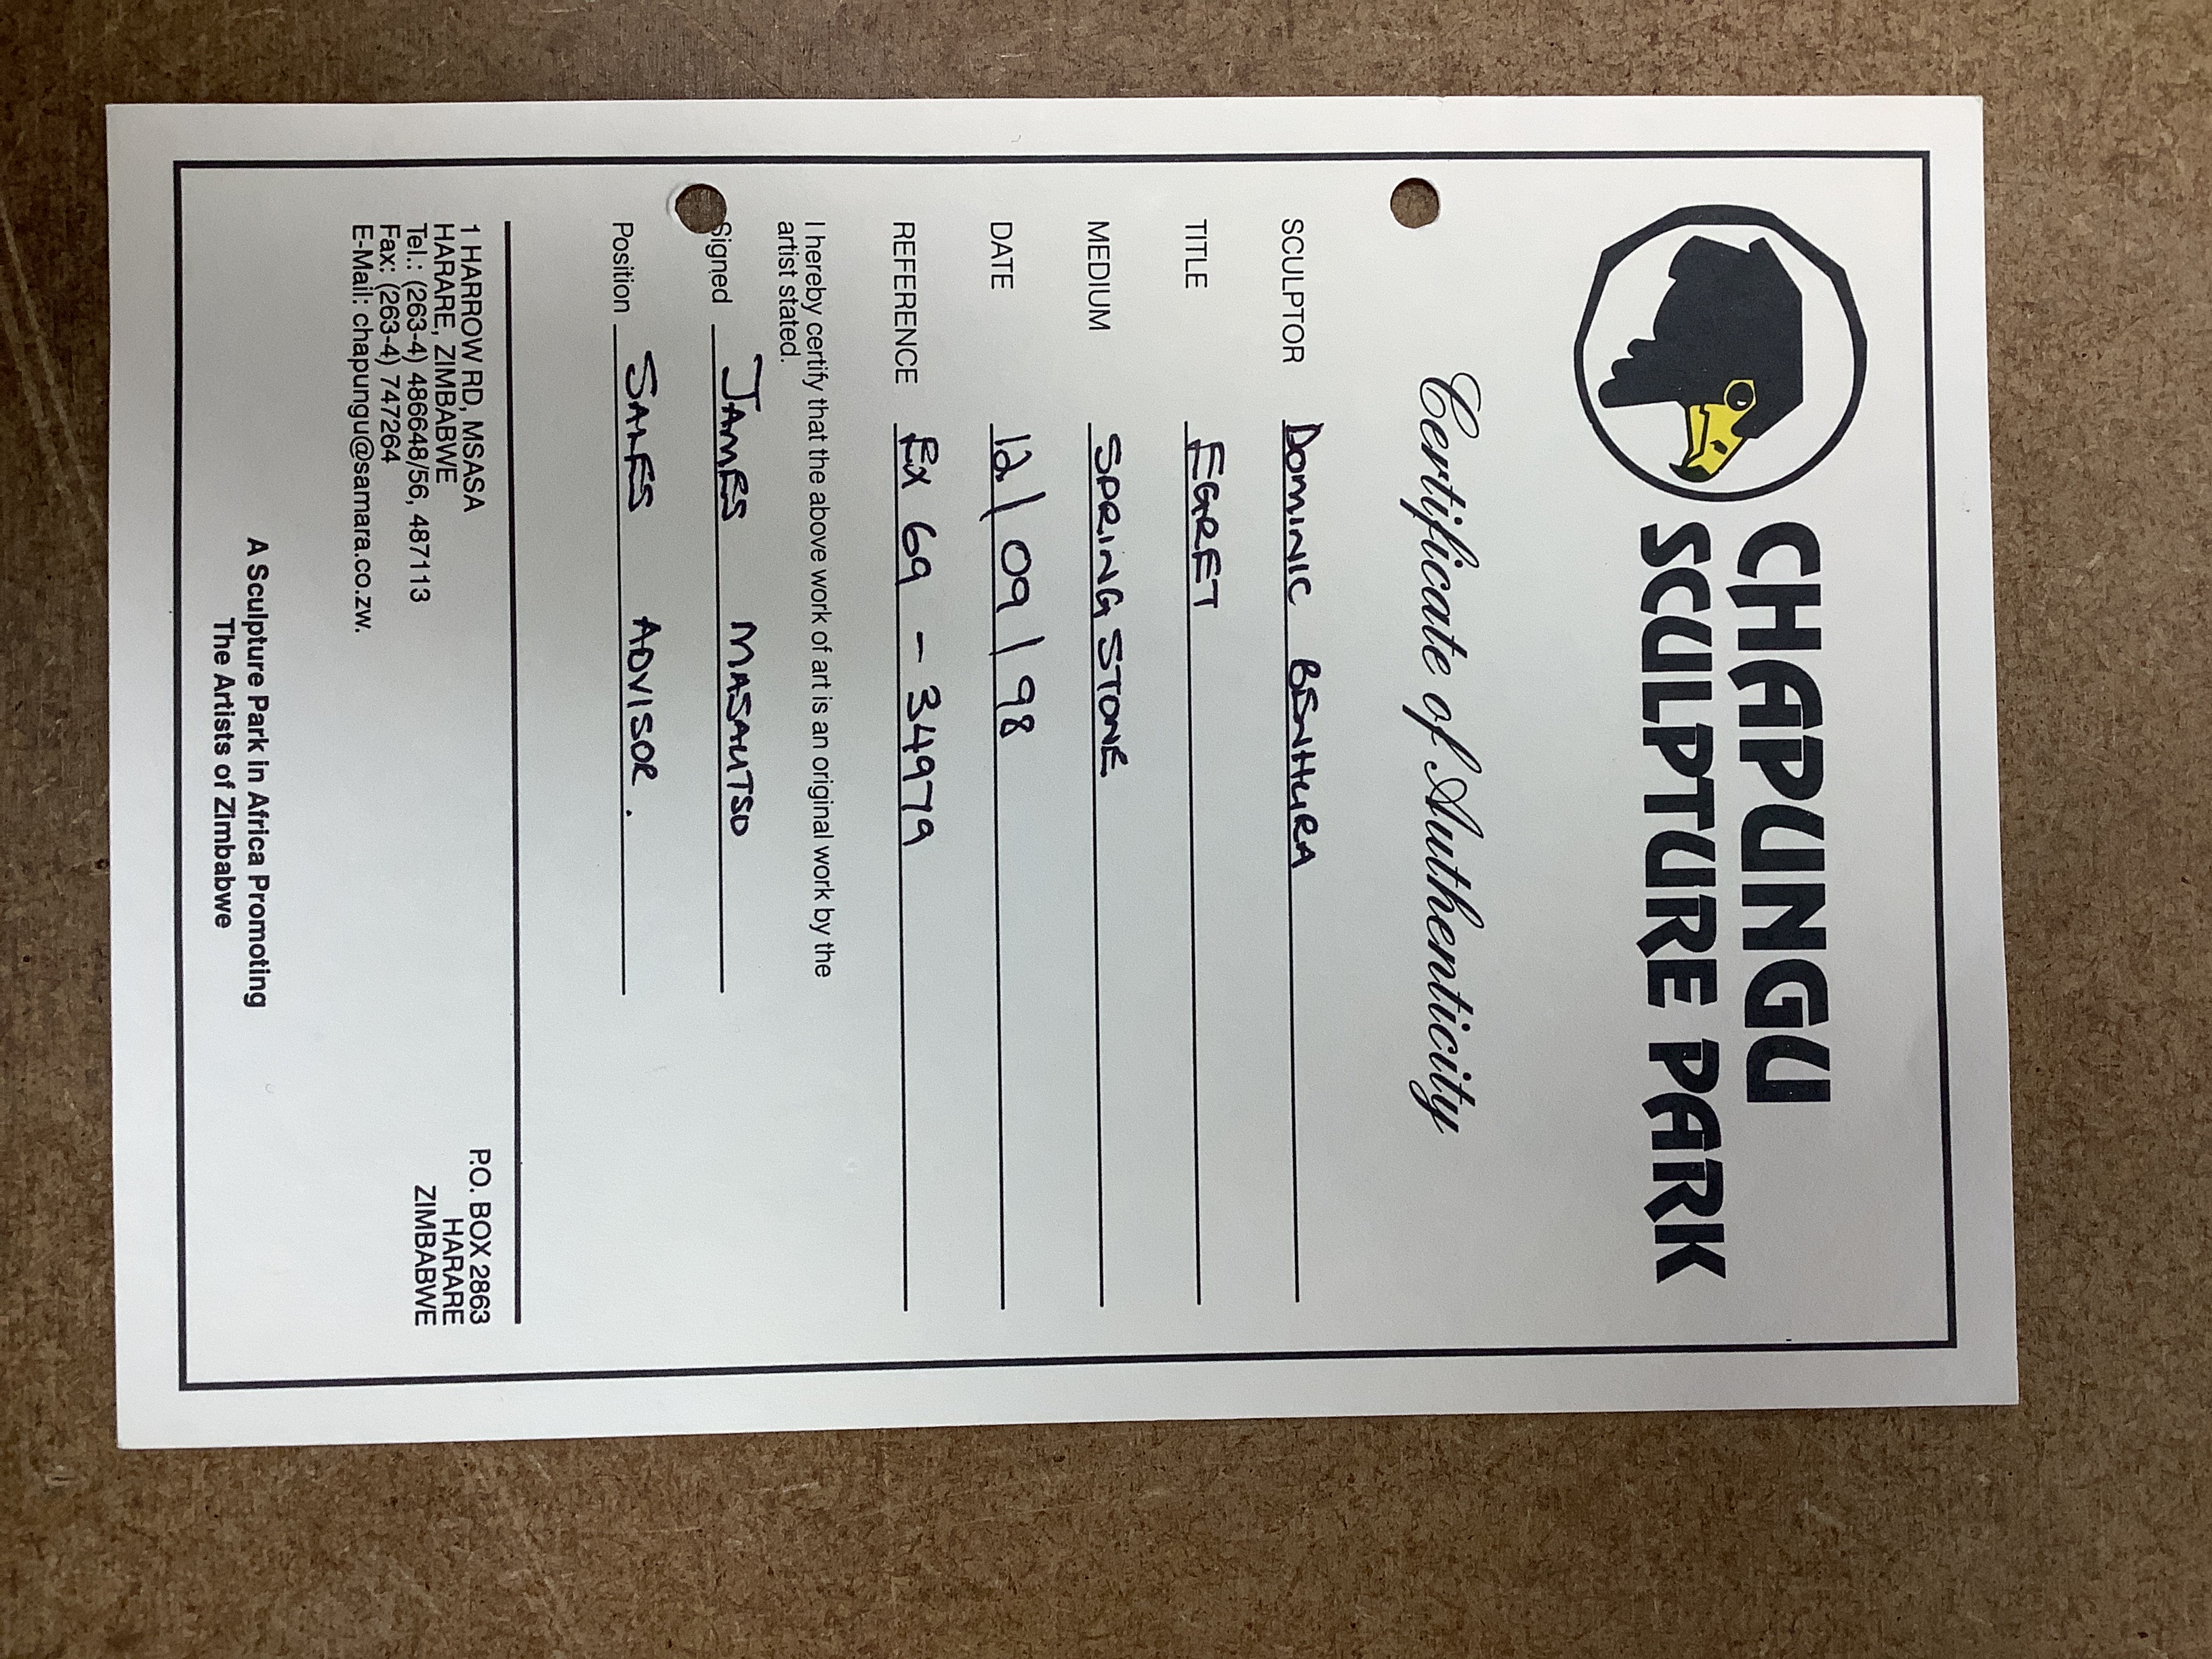 CHAPUNGU
SCULPTURE PARK
Certificate of Authenticity
SCULPTOR DOMINIC BENHURA
TITLE EGRET
MEDIUM SPRING STONE
DATE 12/09/98
REFERENCE EX 69 - 34979
I hereby certify that the above work of art is an original work by the
artist stated.
Signed JAMES MASAUTSO
Position SALES ADVISOR.
1 HARROW RD, MSASA
HARARE, ZIMBABWE
Tel.: (263-4) 486648/56, 487113
Fax: (263-4) 747264
E-Mail: chapungu@samara.co.zw.
P.O. BOX 2863
HARARE
ZIMBABWE
A Sculpture Park in Africa Promoting
The Artists of Zimbabwe